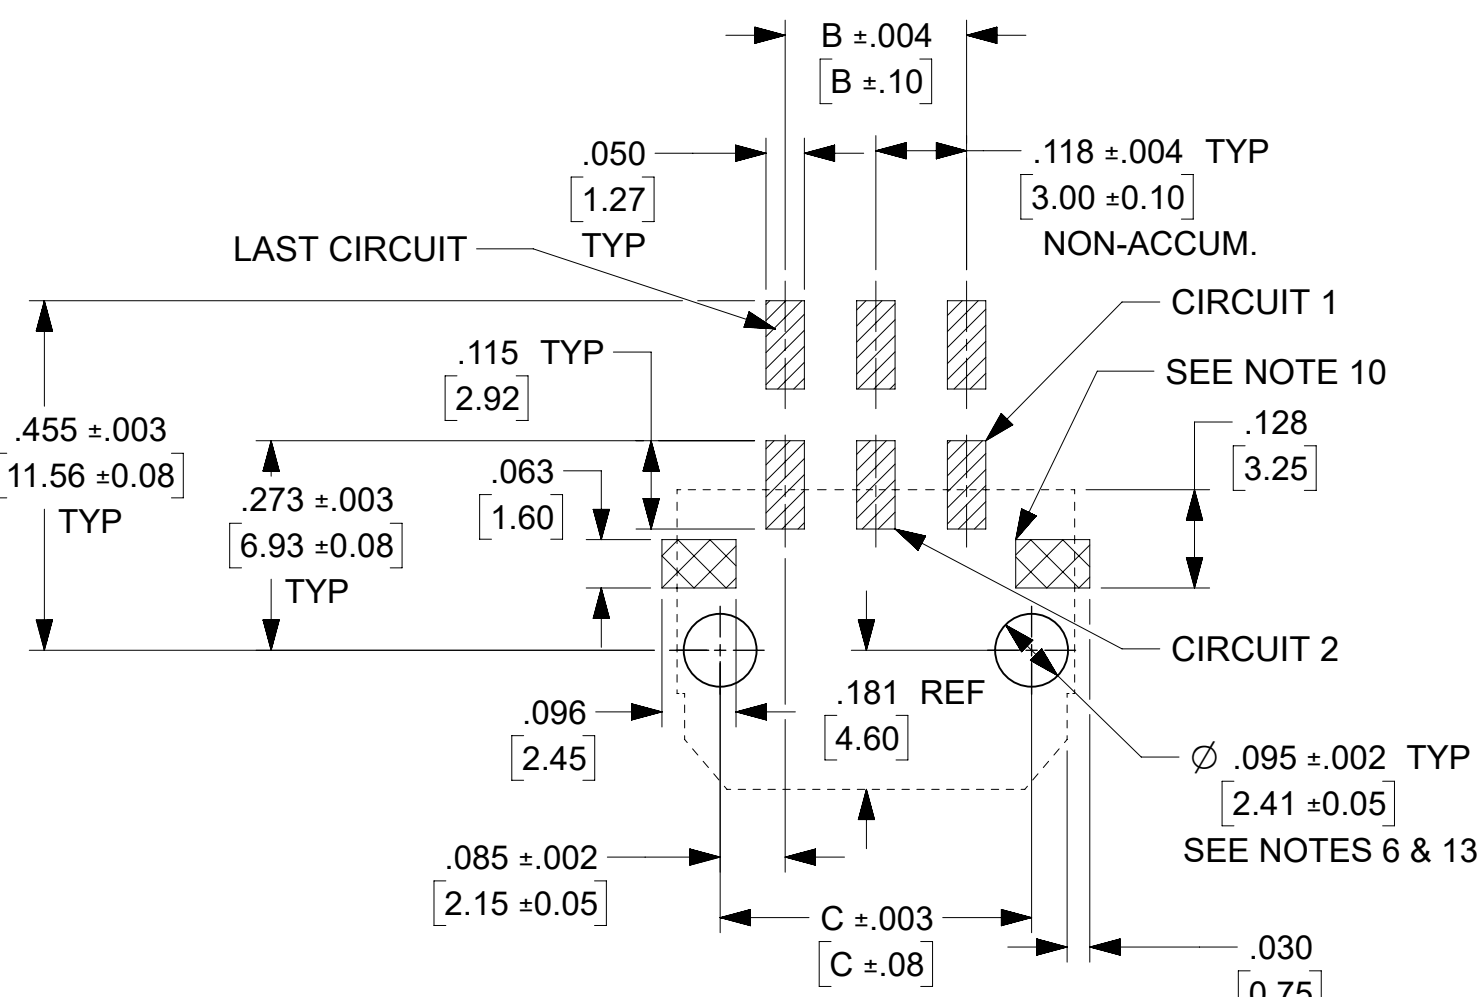 B ±.004
[B ±.10]
.050
[1.27]
TYP
.118 ±.004 TYP
[3.00 ±0.10]
NON-ACCUM.
LAST CIRCUIT
CIRCUIT 1
.115 TYP
[2.92]
SEE NOTE 10
.455 ±.003
[11.56 ±0.08]
TYP
.128
[3.25]
.063
[1.60]
.273 ±.003
[6.93 ±0.08]
TYP
CIRCUIT 2
.181 REF
[4.60]
.096
[2.45]
Ø .095 ±.002 TYP
[2.41 ±0.05]
SEE NOTES 6 & 13
.085 ±.002
[2.15 ±0.05]
C ±.003
[C ±.08]
.030
[0.75]